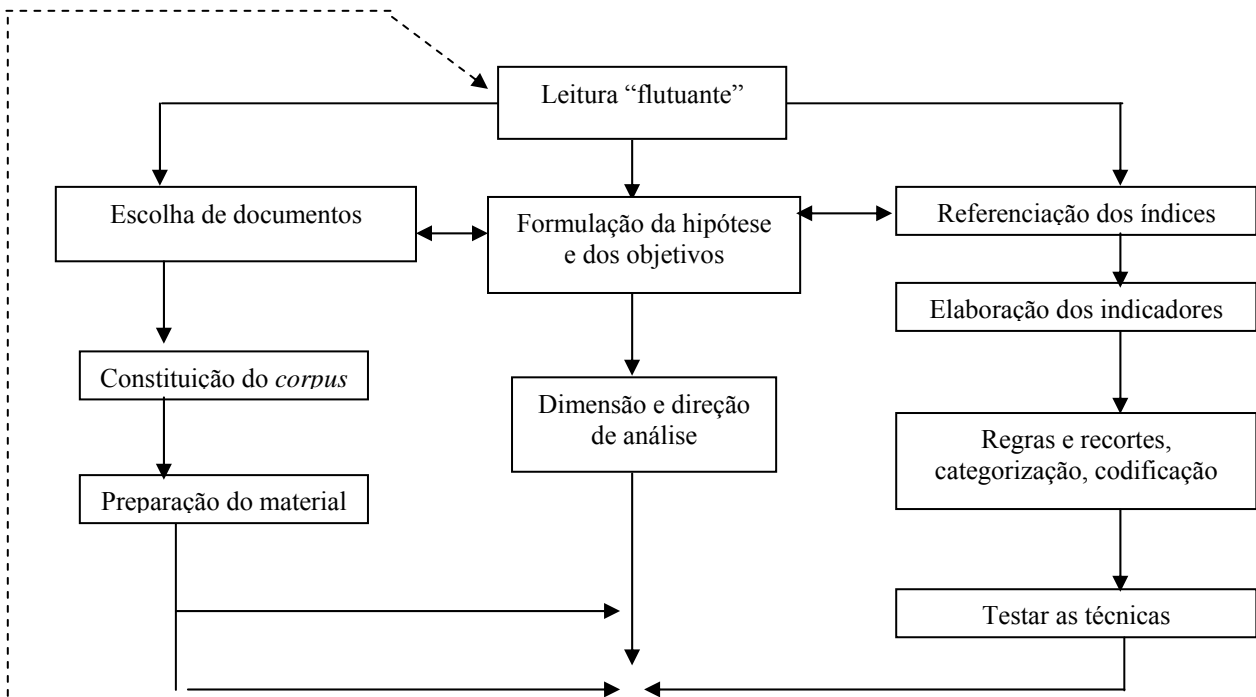 Leitura “flutuante”
Escolha de documentos
Formulação da hipótese
e dos objetivos
Referenciação dos índices
Elaboração dos indicadores
Constituição do corpus
Dimensão e direção
de análise
Regras e recortes,
categorização, codificação
Preparação do material
Testar as técnicas